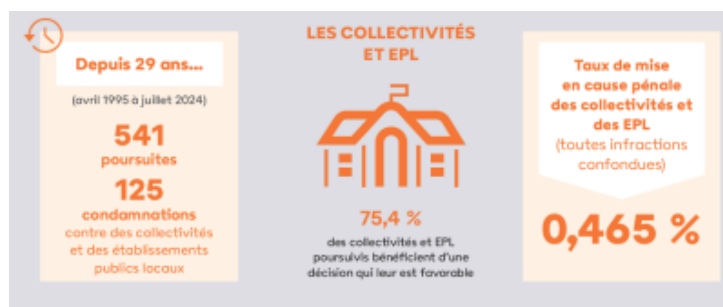 Depuis 29 ans...
(avril 1995 à juillet 2024)
541
poursuites
125
condamnations
contre des collectivités
et des établissements
publics locaux
LES COLLECTIVITÉS
ET EPL
75,4 %
des collectivités et EPL
poursuivis bénéficient d'une
décision qui leur est favorable
Taux de mise
en cause pénale
des collectivités et
des EPL
(toutes infractions
confondues)
0,465 %